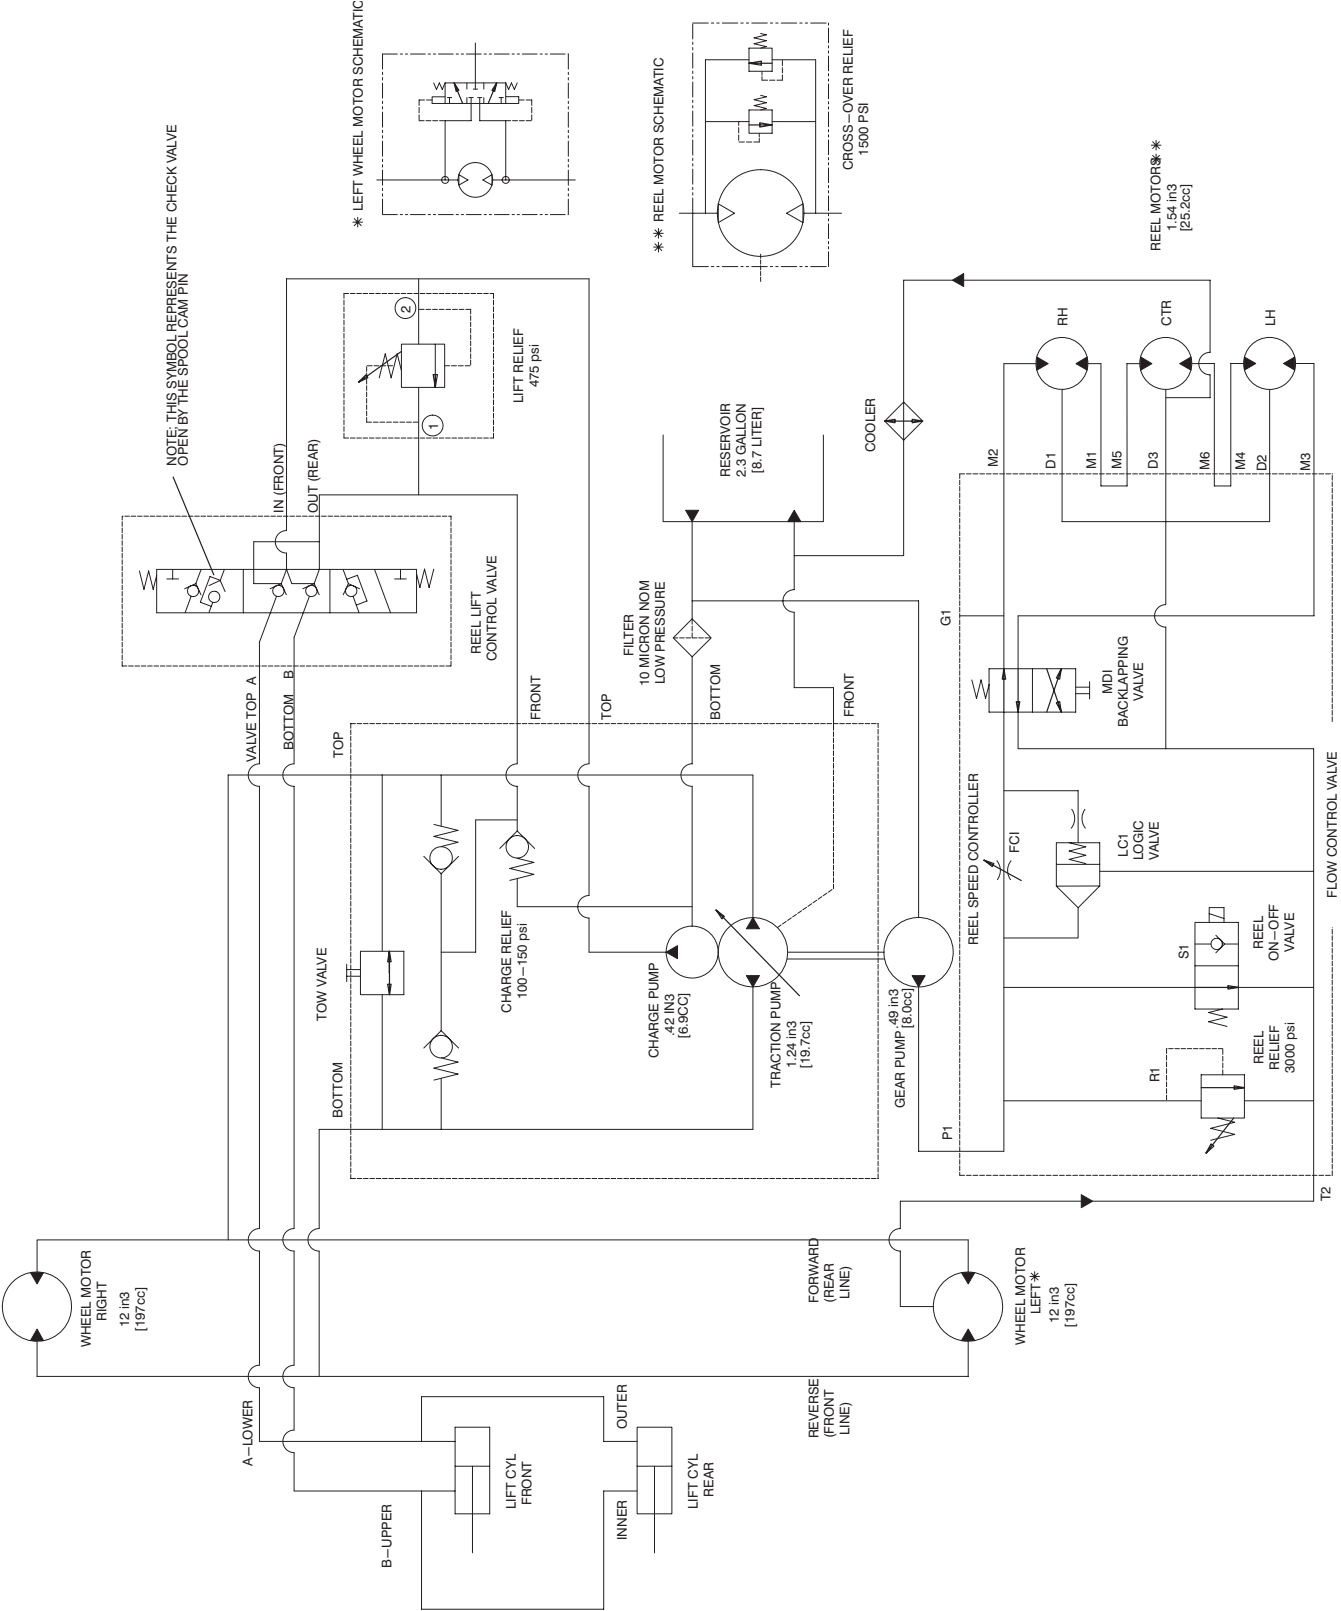 * LEFT WHEEL MOTOR SCHEMATIC
** REEL MOTOR SCHEMATIC
CROSS-OVER RELIEF
1500 PSI
NOTE; THIS SYMBOL REPRESENTS THE CHECK VALVE
OPEN BY THE SPOOL CAM PIN
REEL MOTORS**
1.54 in3
[25.2cc]
IN (FRONT)
OUT (REAR)
2
1
LIFT RELIEF
475 psi
RH
CTR
LH
RESERVOIR
2.3 GALLON
[8.7 LITER]
COOLER
M2
D1
M1
M5
D3
M6
M4
D2
M3
REEL LIFT
CONTROL VALVE
FILTER
10 MICRON NOM
LOW PRESSURE
G1
VALVE TOP A
BOTTOM B
TOP
FRONT
TOP
BOTTOM
FRONT
MDI
BACKLAPPING
VALVE
TOW VALVE
CHARGE RELIEF
100-150 psi
CHARGE PUMP
.42 IN3
[6.9CC]
TRACTION PUMP
1.24 in3
[19.7cc]
GEAR PUMP
.49 in3
[8.0cc]
REEL SPEED CONTROLLER
FCI
LC1
LOGIC
VALVE
S1
REEL
ON-OFF
VALVE
FLOW CONTROL VALVE
BOTTOM
R1
REEL
RELIEF
3000 psi
P1
T2
WHEEL MOTOR
RIGHT
12 in3
[197cc]
FORWARD
(REAR
LINE)
WHEEL MOTOR
LEFT*
12 in3
[197cc]
REVERSE
(FRONT
LINE)
A-LOWER
B-UPPER
LIFT CYL
FRONT
OUTER
INNER
LIFT CYL
REAR